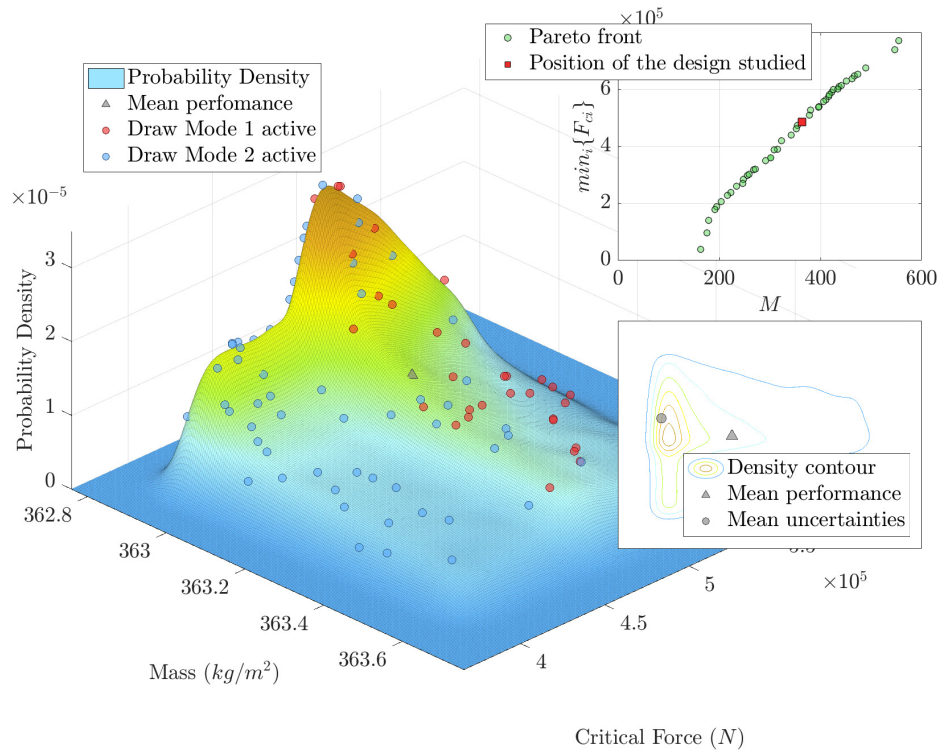 ×10⁵
Pareto front
Position of the design studied
6
4
2
0
min_i{F_ci}
0
200
400
600
M
Probability Density
Mean perfomance
Draw Mode 1 active
Draw Mode 2 active
×10⁻⁵
3
2
1
0
Probability Density
362.8
363
363.2
363.4
363.6
Mass (kg/m²)
Density contour
Mean performance
Mean uncertainties
5
4.5
4
×10⁵
Critical Force (N)